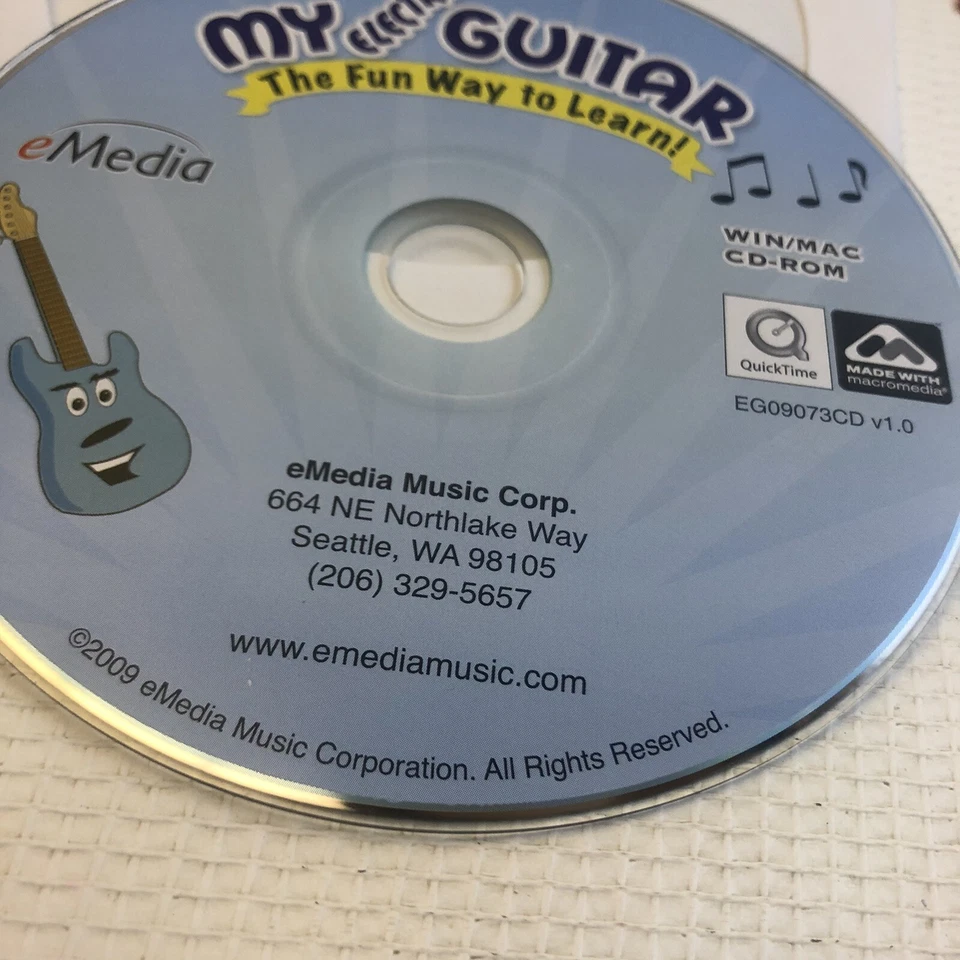 MY ELECTRIC GUITAR
The Fun Way to Learn!
eMedia
WIN/MAC
CD-ROM
QuickTime
MADE WITH
macromedia®
EG09073CD v1.0
eMedia Music Corp.
664 NE Northlake Way
Seattle, WA 98105
(206) 329-5657
www.emediamusic.com
©2009 eMedia Music Corporation. All Rights Reserved.